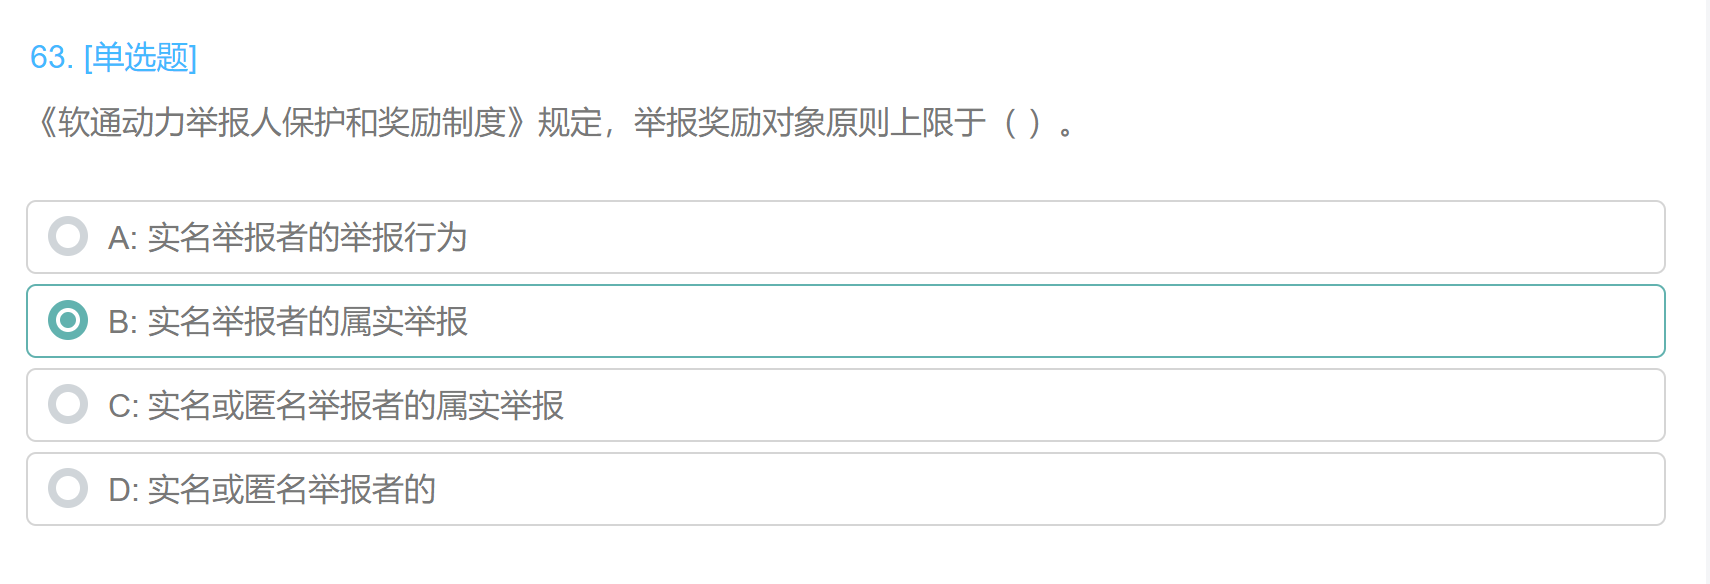 63. [单选题]
《软通动力举报人保护和奖励制度》规定，举报奖励对象原则上限于（ ）。
A: 实名举报者的举报行为
B: 实名举报者的属实举报
C: 实名或匿名举报者的属实举报
D: 实名或匿名举报者的